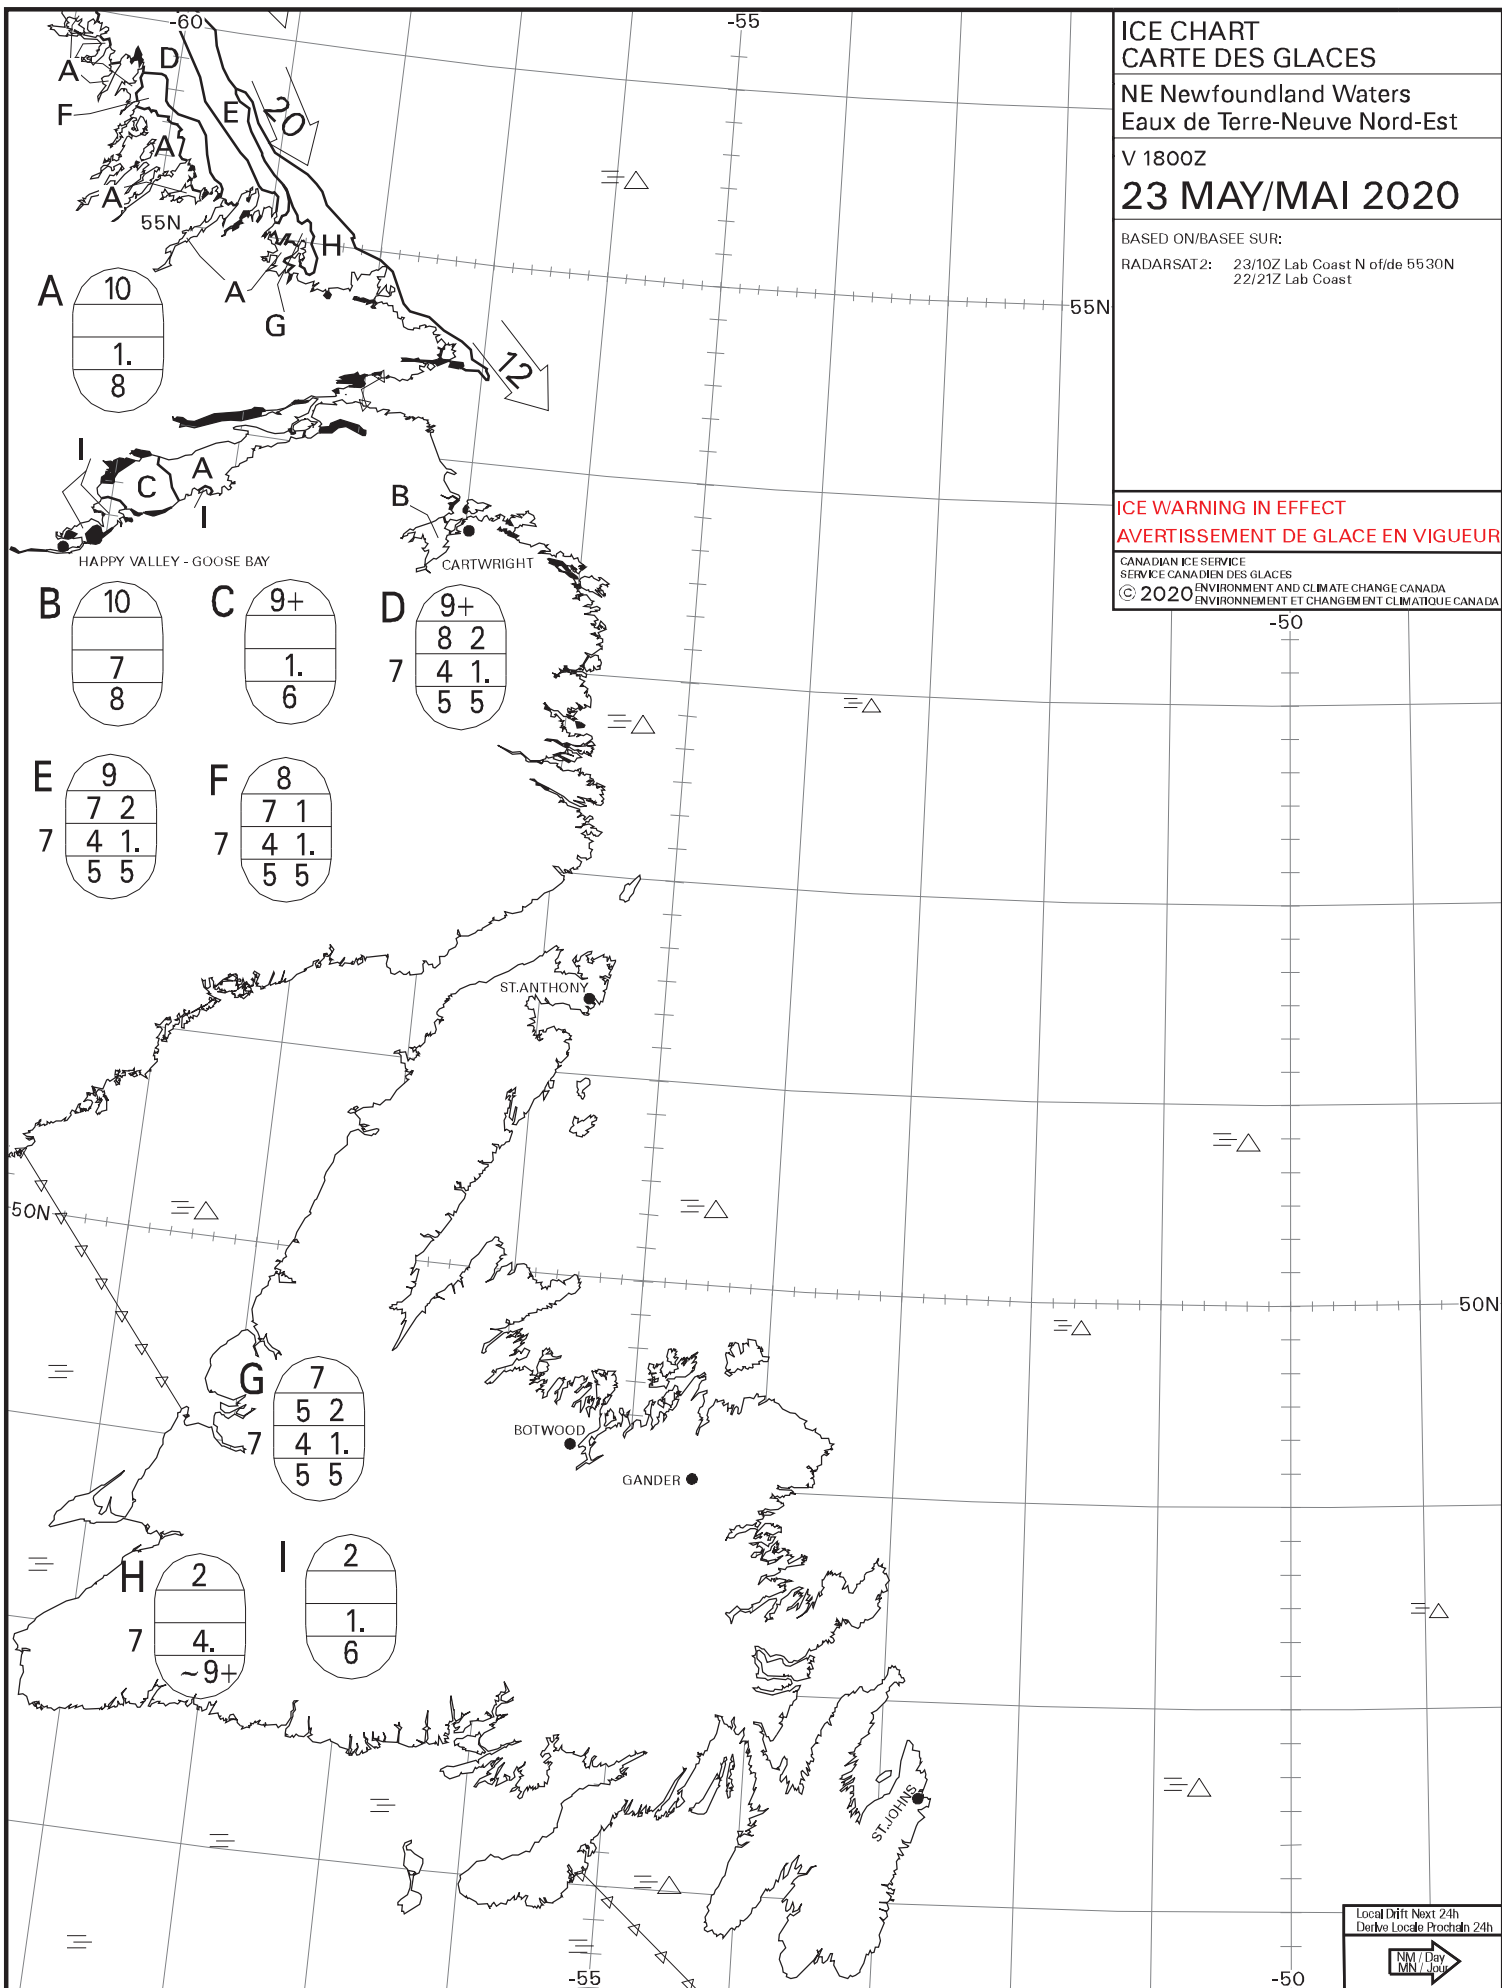 -60
-55
ICE CHART
CARTE DES GLACES
NE Newfoundland Waters
Eaux de Terre-Neuve Nord-Est
V 1800Z
23 MAY/MAI 2020
BASED ON/BASEE SUR:
RADARSAT2: 23/10Z Lab Coast N of/de 5530N
22/21Z Lab Coast
ICE WARNING IN EFFECT
AVERTISSEMENT DE GLACE EN VIGUEUR
CANADIAN ICE SERVICE
SERVICE CANADIEN DES GLACES
© 2020 ENVIRONMENT AND CLIMATE CHANGE CANADA
ENVIRONNEMENT ET CHANGEMENT CLIMATIQUE CANADA
D
A
F
E
20
A
A
55N
H
A
G
55N
12
A
10
1.
8
I
A
C
I
B
HAPPY VALLEY - GOOSE BAY
CARTWRIGHT
B
10
7
8
C
9+
1.
6
D
9+
8 2
7 4 1.
5 5
-50
E
9
7 2
7 4 1.
5 5
F
8
7 1
7 4 1.
5 5
ST.ANTHONY
50N
50N
G
7
5 2
7 4 1.
5 5
BOTWOOD
GANDER
H
2
7 4.
~9+
I
2
1.
6
ST.JOHNS
-55
-50
Local Drift Next 24h
Derive Locale Prochain 24h
NM / Day
MN / Jour